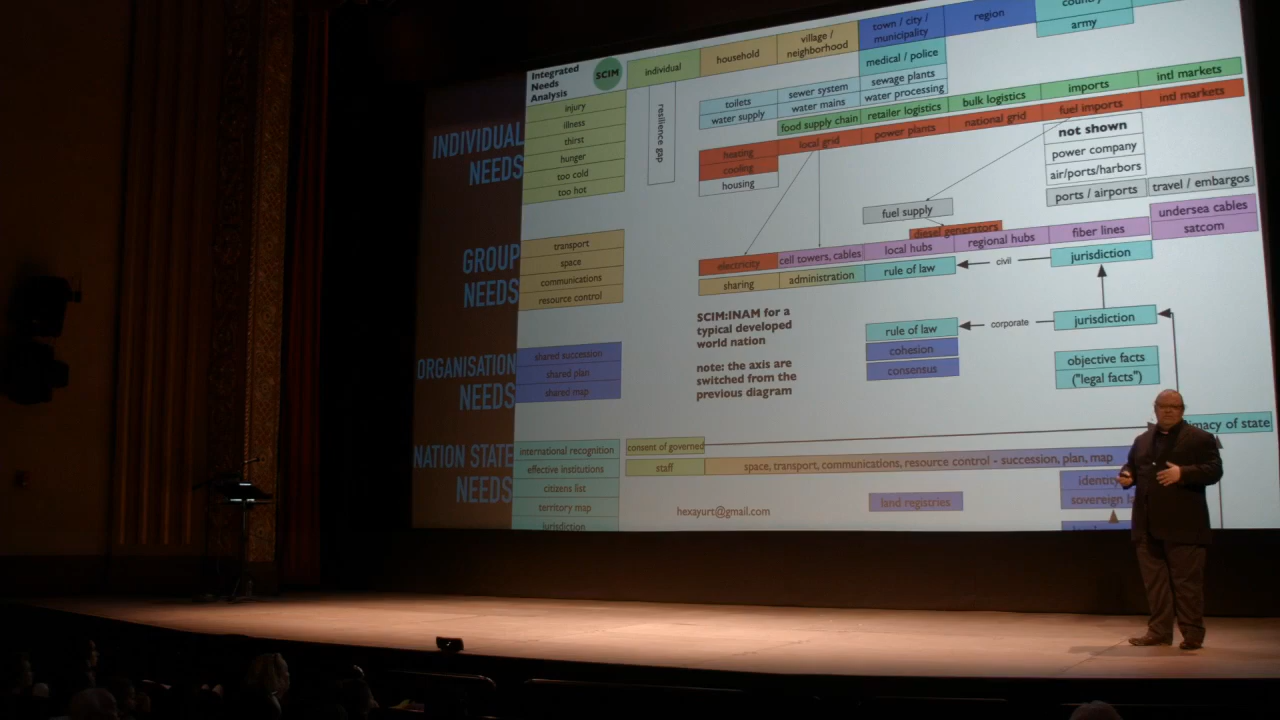 Integrated
Needs
Analysis
SCIM
individual
household
village /
neighborhood
town / city /
municipality
region
army
medical / police
injury
illness
thirst
hunger
too cold
too hot
resilience gap
toilets
water supply
sewer system
water mains
sewage plants
water processing
food supply chain
retailer logistics
bulk logistics
imports
intl markets
heating
cooling
housing
local grid
power plants
national grid
fuel imports
intl markets
not shown
power company
air/ports/harbors
ports / airports
travel / embargos
fuel supply
diesel generators
INDIVIDUAL
NEEDS
GROUP
NEEDS
transport
space
communications
resource control
electricity
cell towers, cables
local hubs
regional hubs
fiber lines
undersea cables
satcom
sharing
administration
rule of law
civil
jurisdiction
SCIM:INAM for a
typical developed
world nation
note: the axis are
switched from the
previous diagram
rule of law
cohesion
consensus
corporate
jurisdiction
objective facts
("legal facts")
ORGANISATION
NEEDS
shared succession
shared plan
shared map
NATION STATE
NEEDS
international recognition
effective institutions
citizens list
territory map
jurisdiction
consent of governed
of state
staff
space, transport, communications, resource control - succession, plan, map
identity
sovereign
land registries
hexayurt@gmail.com